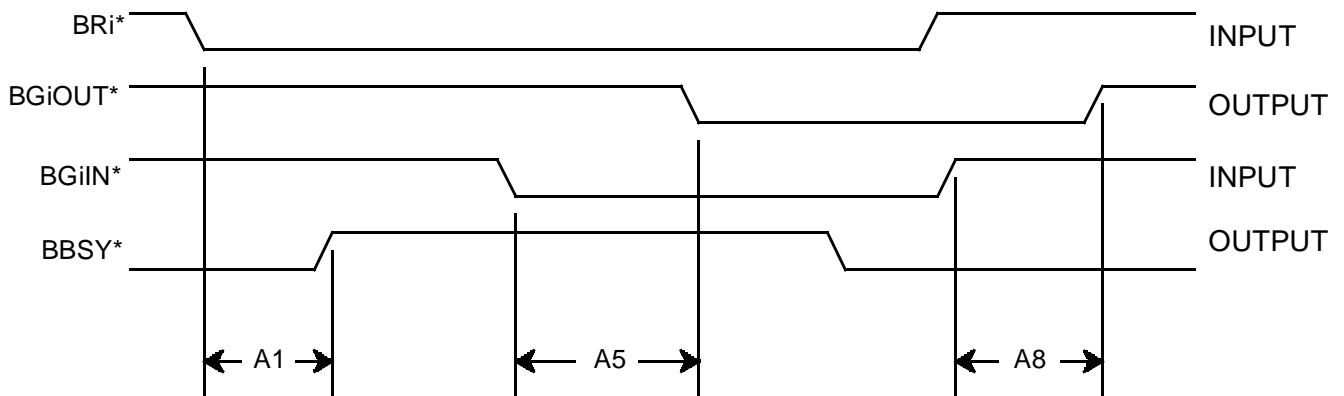 BRi* INPUT
BGiOUT* OUTPUT
BGiIN* INPUT
BBSY* OUTPUT
A1 A5 A8